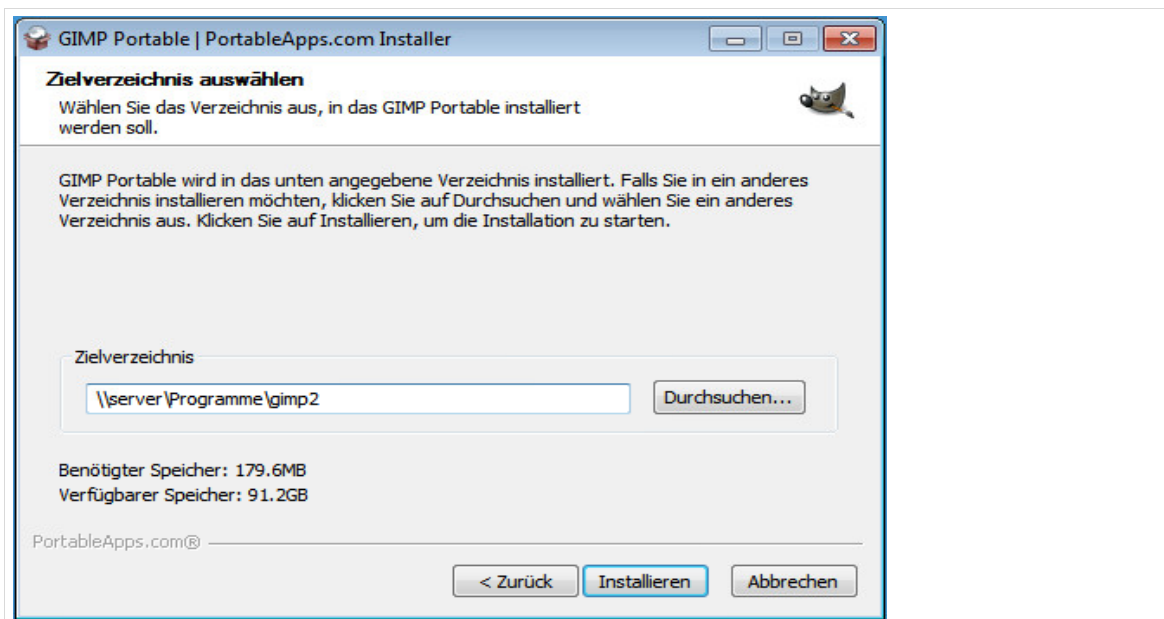 GIMP Portable | PortableApps.com Installer
Zielverzeichnis auswählen
Wählen Sie das Verzeichnis aus, in das GIMP Portable installiert
werden soll.
GIMP Portable wird in das unten angegebene Verzeichnis installiert. Falls Sie in ein anderes
Verzeichnis installieren möchten, klicken Sie auf Durchsuchen und wählen Sie ein anderes
Verzeichnis aus. Klicken Sie auf Installieren, um die Installation zu starten.
Zielverzeichnis
\\server\Programme\gimp2
Durchsuchen...
Benötigter Speicher: 179.6MB
Verfügbarer Speicher: 91.2GB
PortableApps.com®
< Zurück
Installieren
Abbrechen